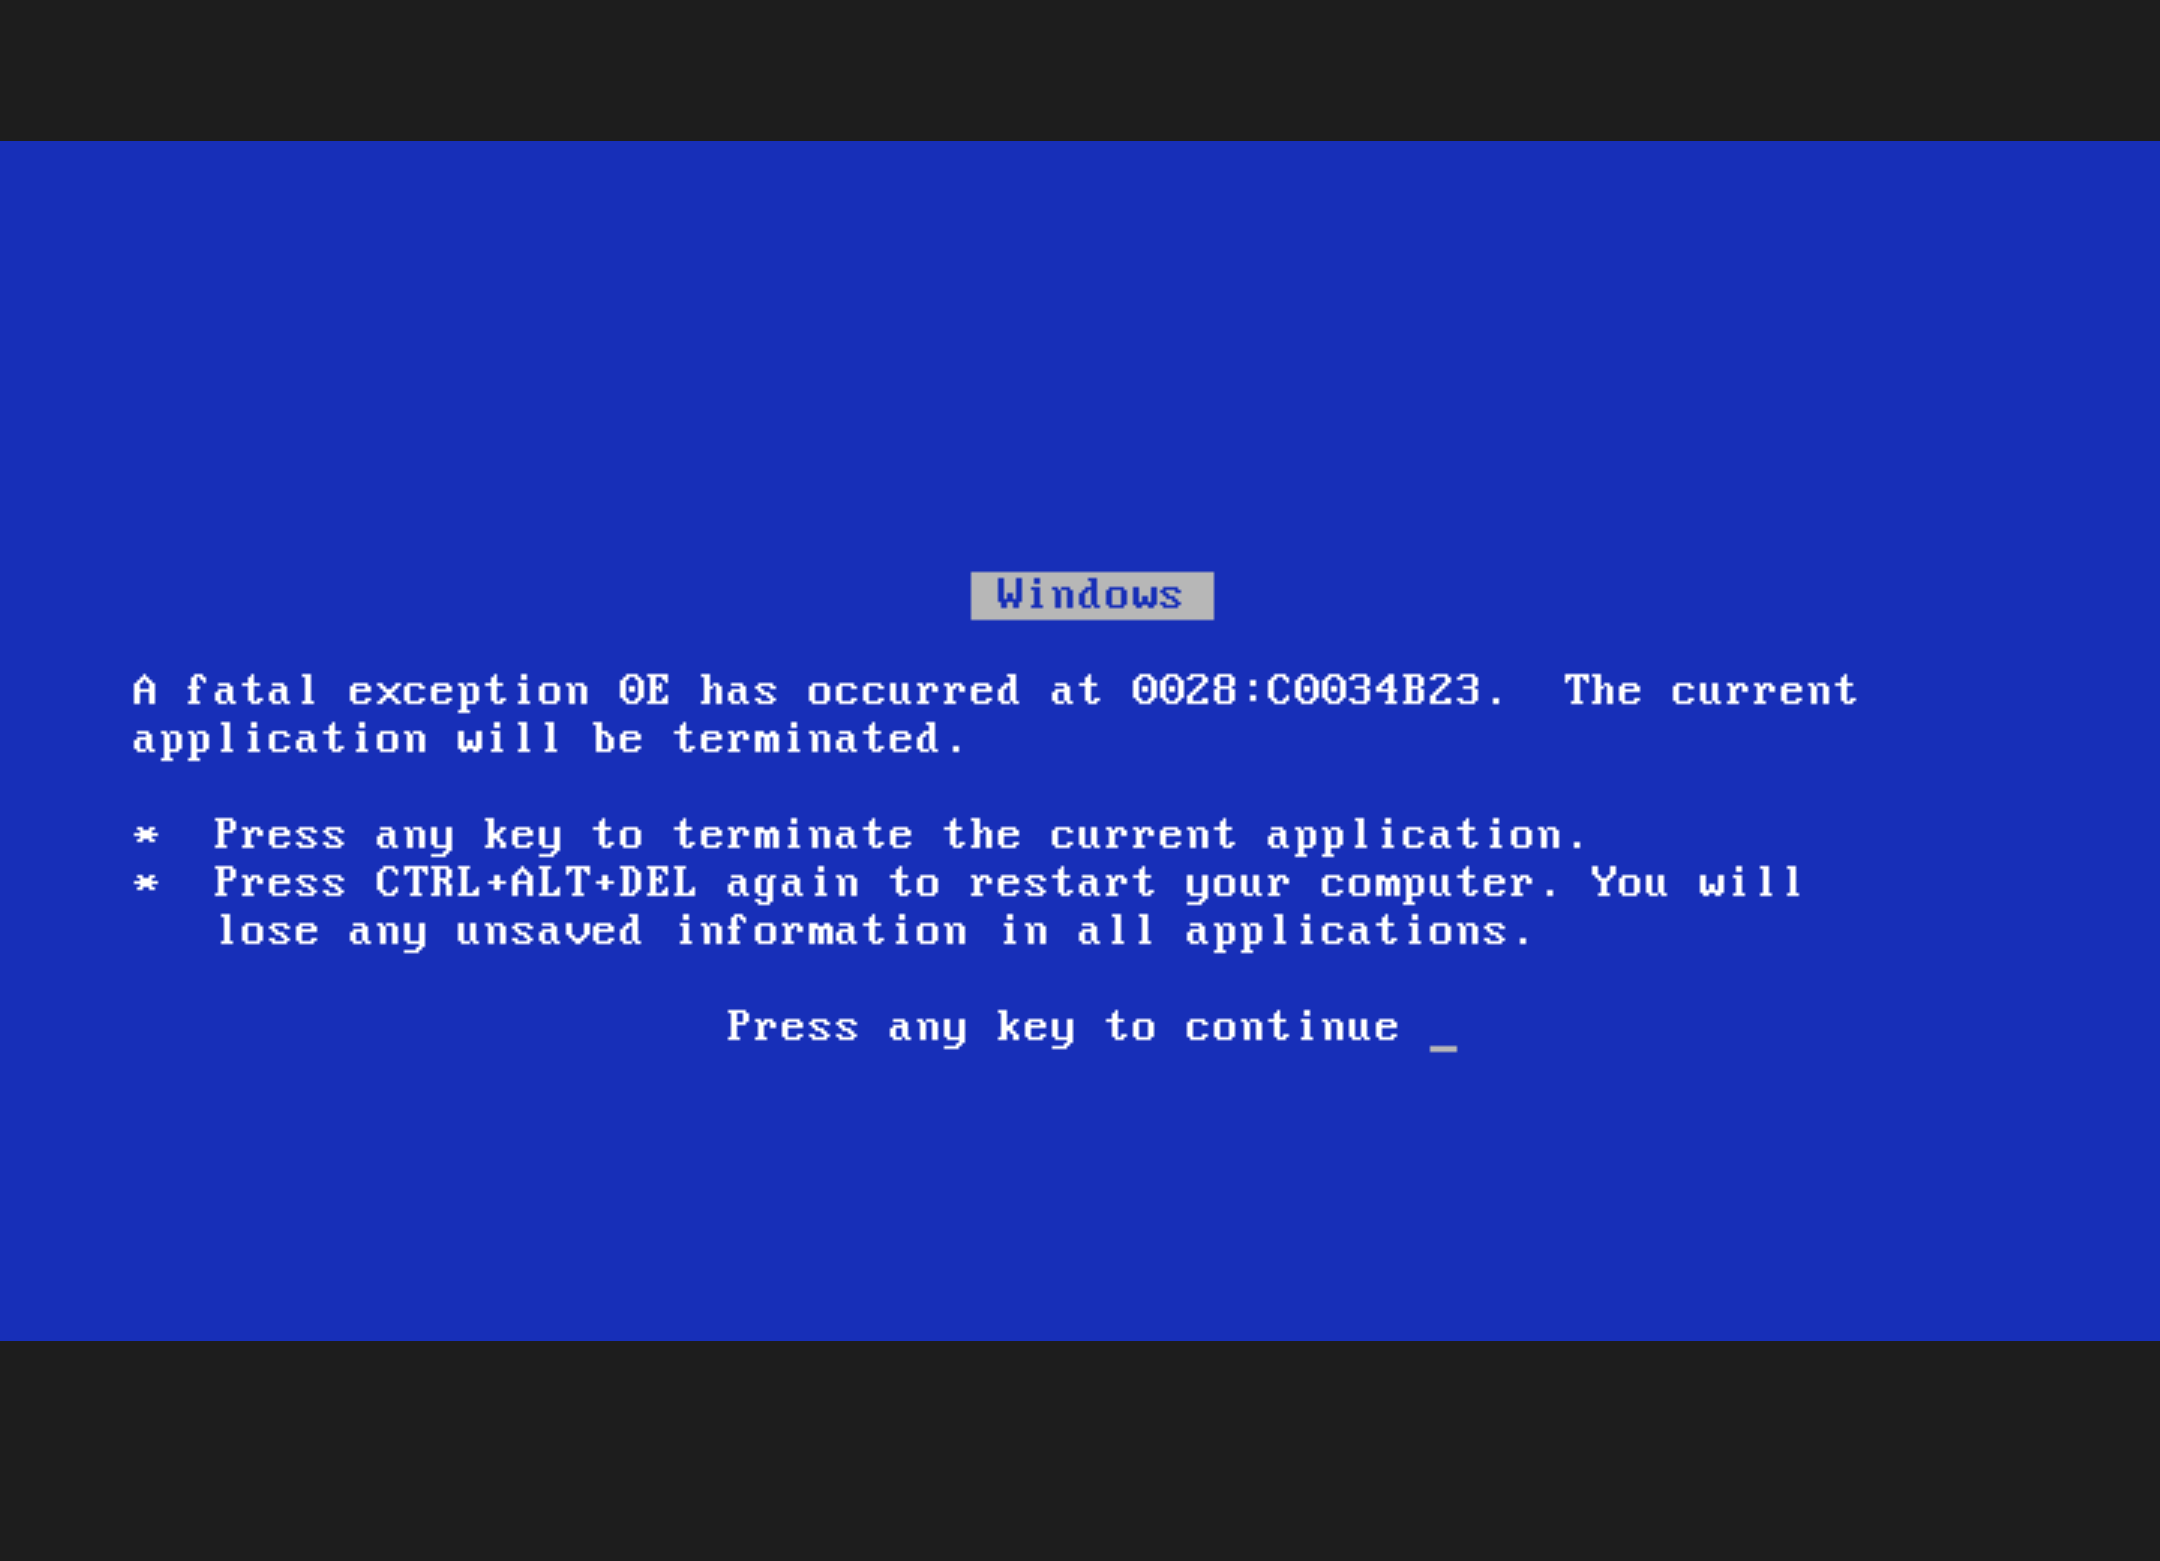 Windows
A fatal exception 0E has occurred at 0028:C0034B23.  The current
application will be terminated.
*  Press any key to terminate the current application.
*  Press CTRL+ALT+DEL again to restart your computer. You will
lose any unsaved information in all applications.
Press any key to continue _